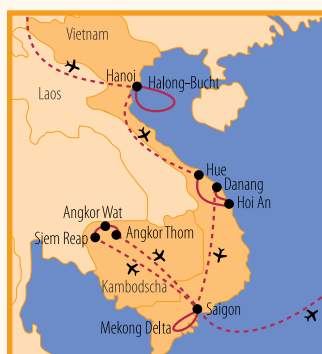 Vietnam
Hanoi
Halong-Bucht
Laos
Hue
Danang
Hoi An
Angkor Wat
Siem Reap
Angkor Thom
Kambodscha
Saigon
Mekong Delta